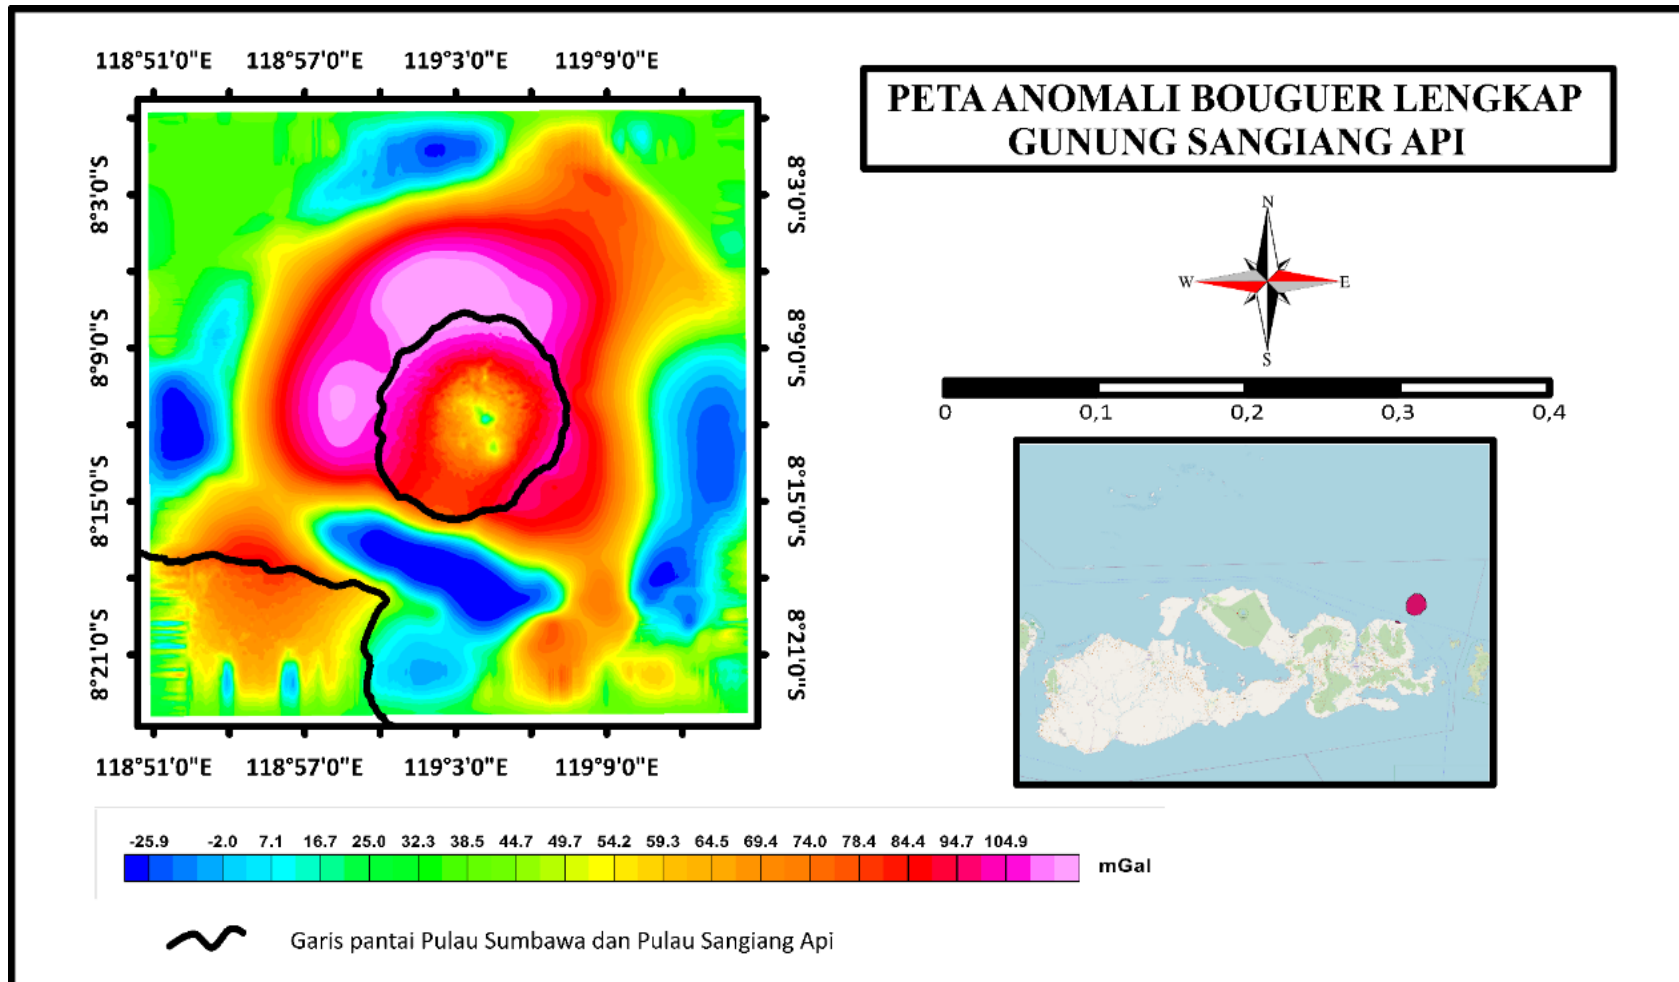 118°51'0"E 118°57'0"E 119°3'0"E 119°9'0"E
PETA ANOMALI BOUGUER LENGKAP
GUNUNG SANGIANG API
8°3'0"S 8°3'0"S
8°9'0"S 8°9'0"S
8°15'0"S 8°15'0"S
8°21'0"S 8°21'0"S
N
W E
S
0 0,1 0,2 0,3 0,4
118°51'0"E 118°57'0"E 119°3'0"E 119°9'0"E
-25.9 -2.0 7.1 16.7 25.0 32.3 38.5 44.7 49.7 54.2 59.3 64.5 69.4 74.0 78.4 84.4 94.7 104.9
mGal
Garis pantai Pulau Sumbawa dan Pulau Sangiang Api